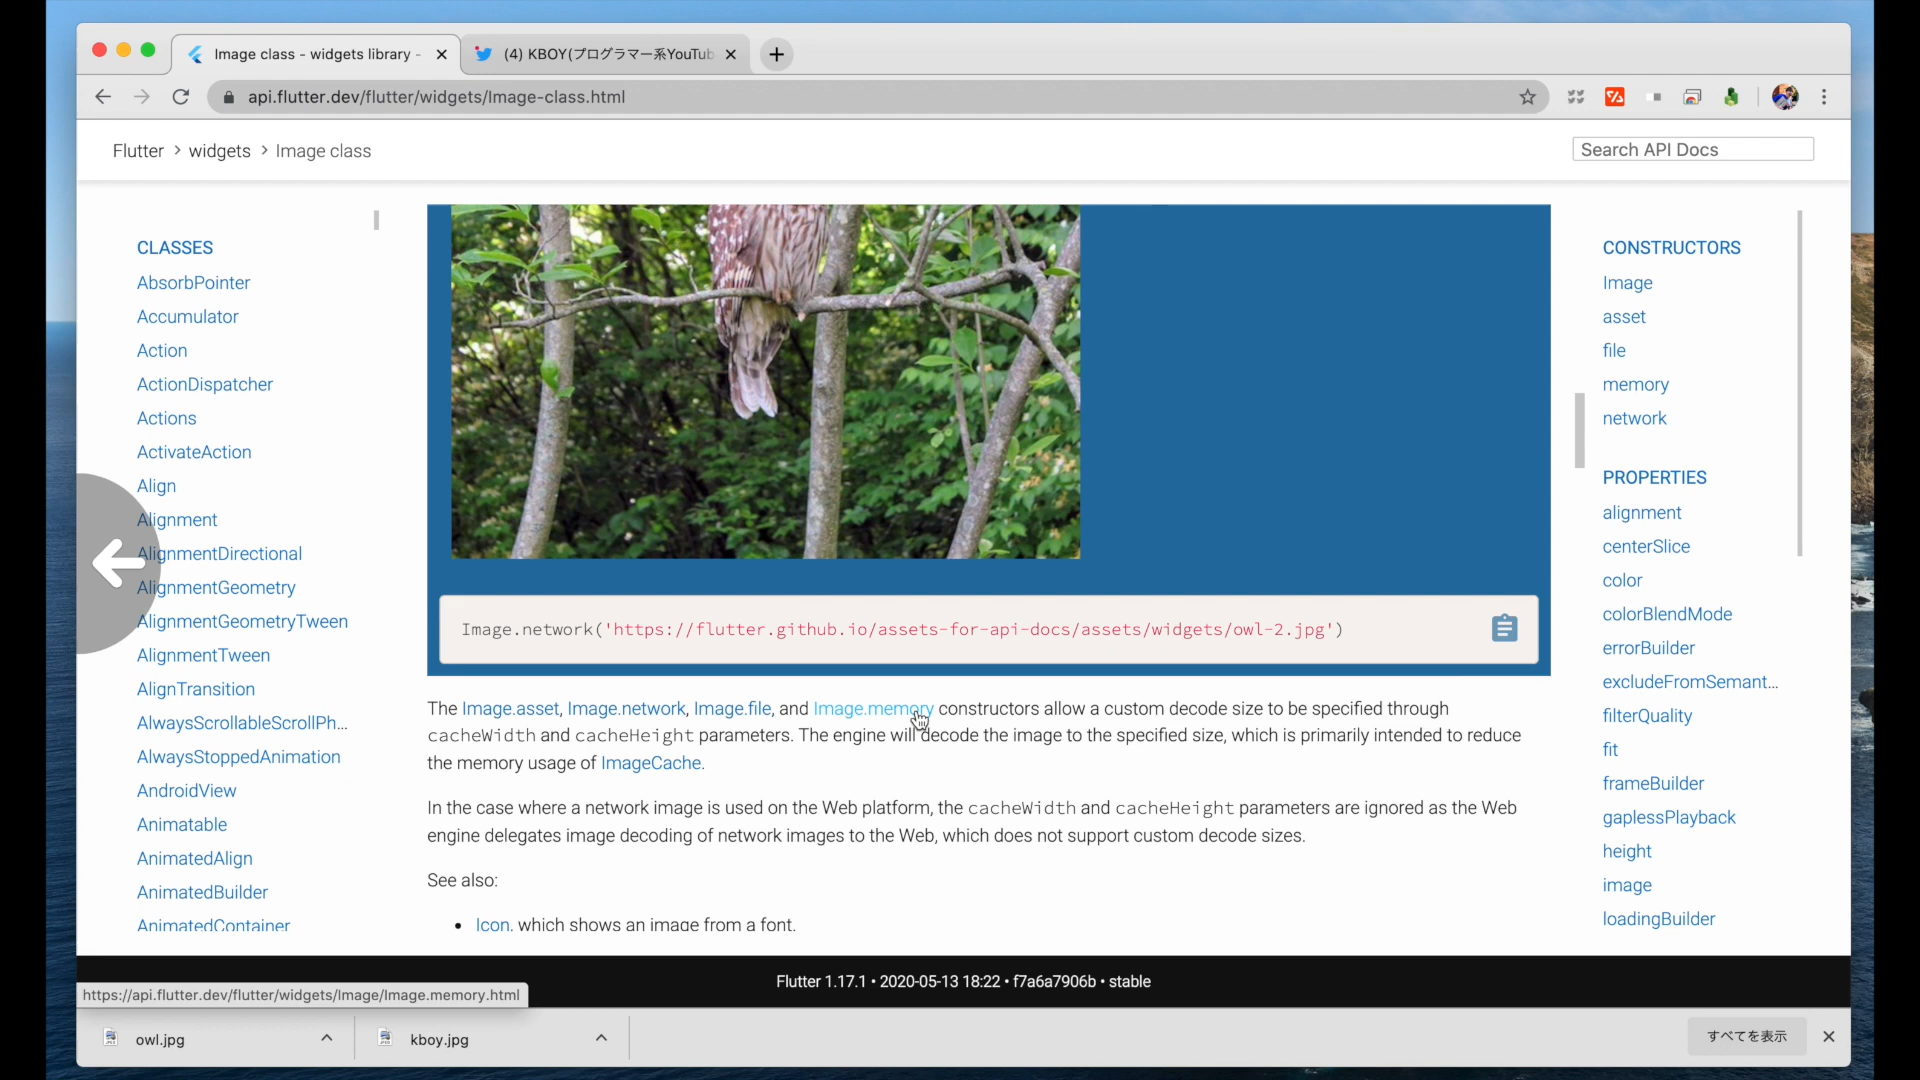 Image class - widgets library -
(4) KBOY(プログラマー系YouTub
api.flutter.dev/flutter/widgets/Image-class.html
Flutter > widgets > Image class
Search API Docs
CLASSES
AbsorbPointer
Accumulator
Action
ActionDispatcher
Actions
ActivateAction
Align
Alignment
AlignmentDirectional
AlignmentGeometry
AlignmentGeometryTween
AlignmentTween
AlignTransition
AlwaysScrollableScrollPh...
AlwaysStoppedAnimation
AndroidView
Animatable
AnimatedAlign
AnimatedBuilder
AnimatedContainer
Image.network('https://flutter.github.io/assets-for-api-docs/assets/widgets/owl-2.jpg')
The Image.asset, Image.network, Image.file, and Image.memory constructors allow a custom decode size to be specified through
cacheWidth and cacheHeight parameters. The engine will decode the image to the specified size, which is primarily intended to reduce
the memory usage of ImageCache.
In the case where a network image is used on the Web platform, the cacheWidth and cacheHeight parameters are ignored as the Web
engine delegates image decoding of network images to the Web, which does not support custom decode sizes.
See also:
• Icon, which shows an image from a font.
CONSTRUCTORS
Image
asset
file
memory
network
PROPERTIES
alignment
centerSlice
color
colorBlendMode
errorBuilder
excludeFromSemant...
filterQuality
fit
frameBuilder
gaplessPlayback
height
image
loadingBuilder
Flutter 1.17.1 • 2020-05-13 18:22 • f7a6a7906b • stable
https://api.flutter.dev/flutter/widgets/Image/Image.memory.html
owl.jpg
kboy.jpg
すべてを表示